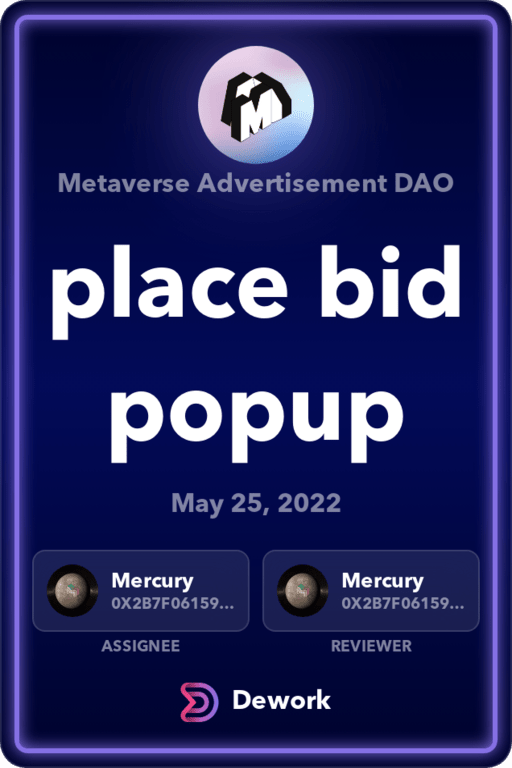 M
Metaverse Advertisement DAO
place bid
popup
May 25, 2022
Mercury
0X2B7F06159...
ASSIGNEE
Mercury
0X2B7F06159...
REVIEWER
Dework